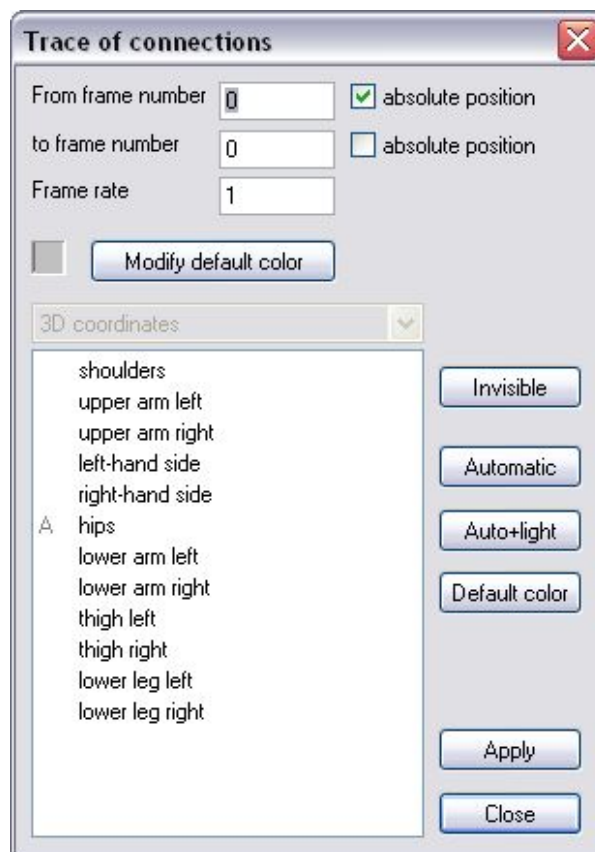 Trace of connections
From frame number 0 absolute position
to frame number 0 absolute position
Frame rate 1
Modify default color
3D coordinates
shoulders
upper arm left
Invisible
upper arm right
left-hand side
Automatic
right-hand side
A hips
Auto+light
lower arm left
lower arm right
Default color
thigh left
thigh right
lower leg left
lower leg right
Apply
Close